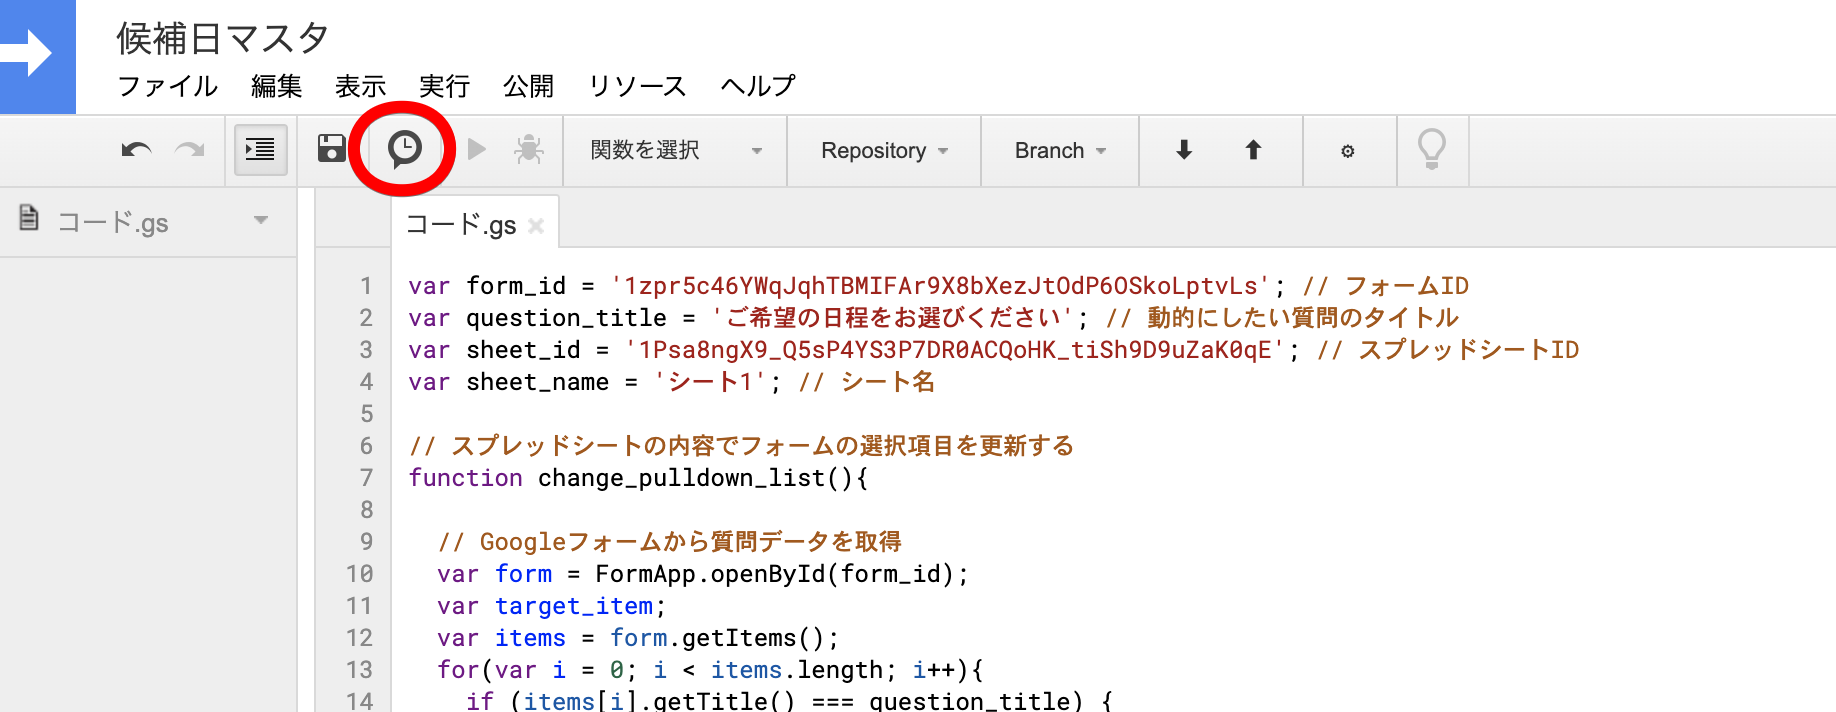 候補日マスタ
ファイル 編集 表示 実行 公開 リソース ヘルプ
関数を選択 Repository Branch
コード.gs
コード.gs
1 var form_id = '1zpr5c46YWqJqhTBMIFAr9X8bXezJtOdP6OSkoLptvLs'; // フォームID
2 var question_title = 'ご希望の日程をお選びください'; // 動的にしたい質問のタイトル
3 var sheet_id = '1Psa8ngX9_Q5sP4YS3P7DR0ACQoHK_tiSh9D9uZaK0qE'; // スプレッドシートID
4 var sheet_name = 'シート1'; // シート名
5
6 // スプレッドシートの内容でフォームの選択項目を更新する
7 function change_pulldown_list(){
8
9 // Googleフォームから質問データを取得
10 var form = FormApp.openById(form_id);
11 var target_item;
12 var items = form.getItems();
13 for(var i = 0; i < items.length; i++){
14 if (items[i].getTitle() === question_title) {